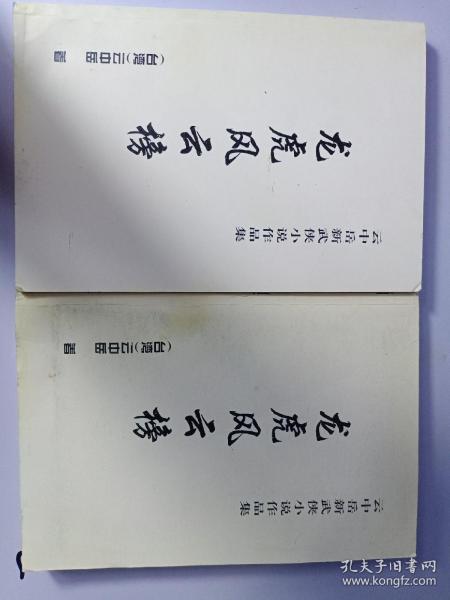 云中岳新武侠小说作品集
龙虎风云榜
(台湾)云中岳 著
云中岳新武侠小说作品集
龙虎风云榜
(台湾)云中岳 著
孔夫子旧书网
www.kongfz.com